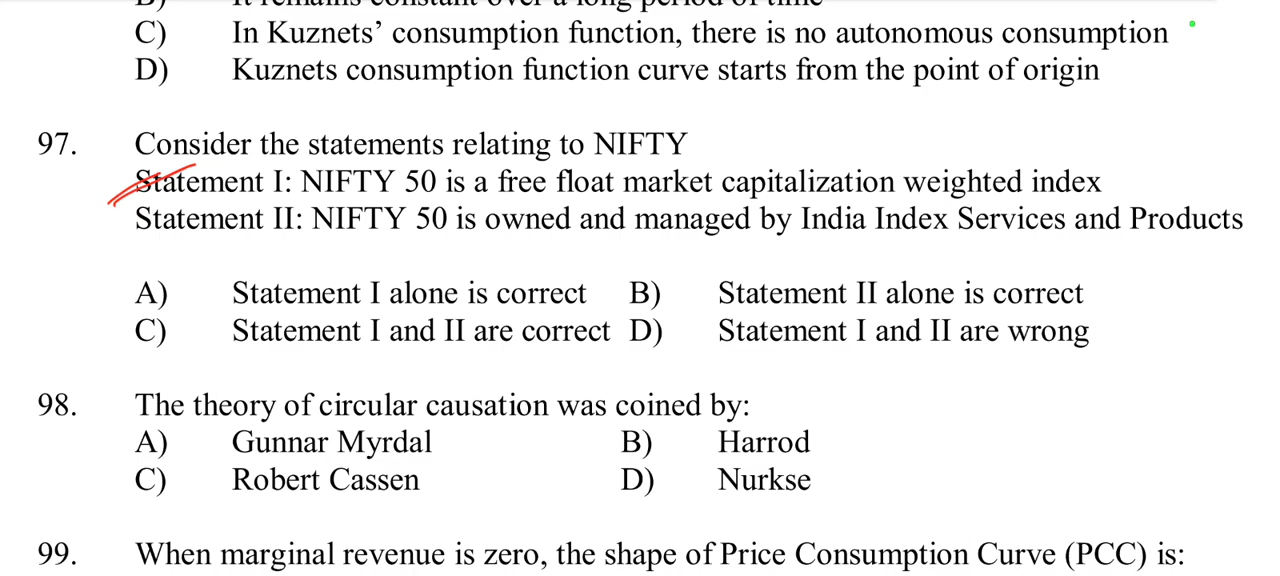 C) In Kuznets’ consumption function, there is no autonomous consumption
D) Kuznets consumption function curve starts from the point of origin
97. Consider the statements relating to NIFTY
Statement I: NIFTY 50 is a free float market capitalization weighted index
Statement II: NIFTY 50 is owned and managed by India Index Services and Products
A) Statement I alone is correct B) Statement II alone is correct
C) Statement I and II are correct D) Statement I and II are wrong
98. The theory of circular causation was coined by:
A) Gunnar Myrdal B) Harrod
C) Robert Cassen D) Nurkse
99. When marginal revenue is zero, the shape of Price Consumption Curve (PCC) is: